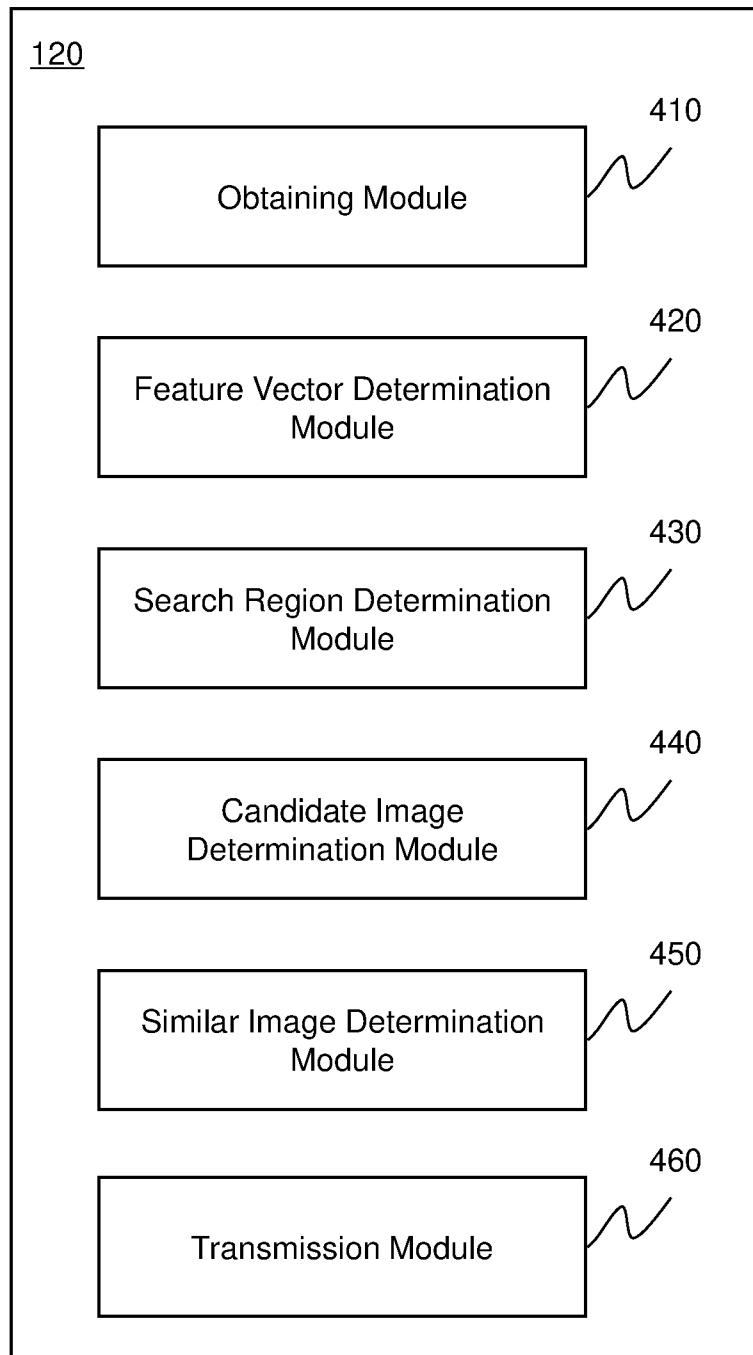 120
410
Obtaining Module
420
Feature Vector Determination
Module
430
Search Region Determination
Module
440
Candidate Image
Determination Module
450
Similar Image Determination
Module
460
Transmission Module